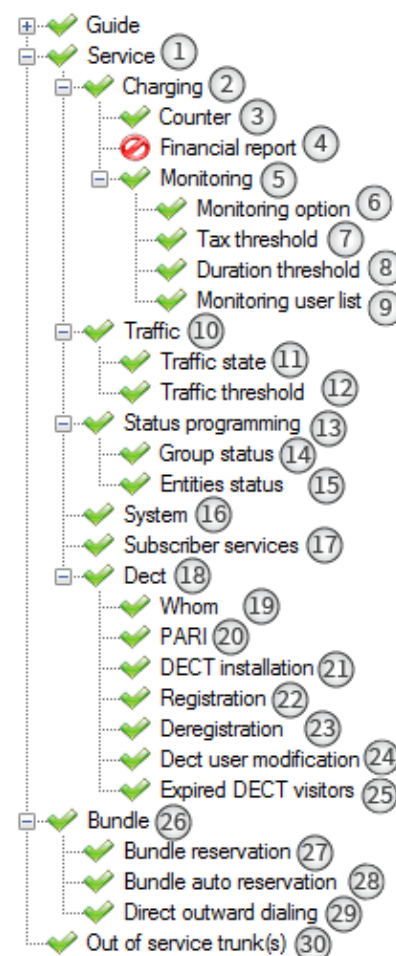 Guide
Service 1
Charging 2
Counter 3
Financial report 4
Monitoring 5
Monitoring option 6
Tax threshold 7
Duration threshold 8
Monitoring user list 9
Traffic 10
Traffic state 11
Traffic threshold 12
Status programming 13
Group status 14
Entities status 15
System 16
Subscriber services 17
Dect 18
Whom 19
PARI 20
DECT installation 21
Registration 22
Deregistration 23
Dect user modification 24
Expired DECT visitors 25
Bundle 26
Bundle reservation 27
Bundle auto reservation 28
Direct outward dialing 29
Out of service trunk(s) 30